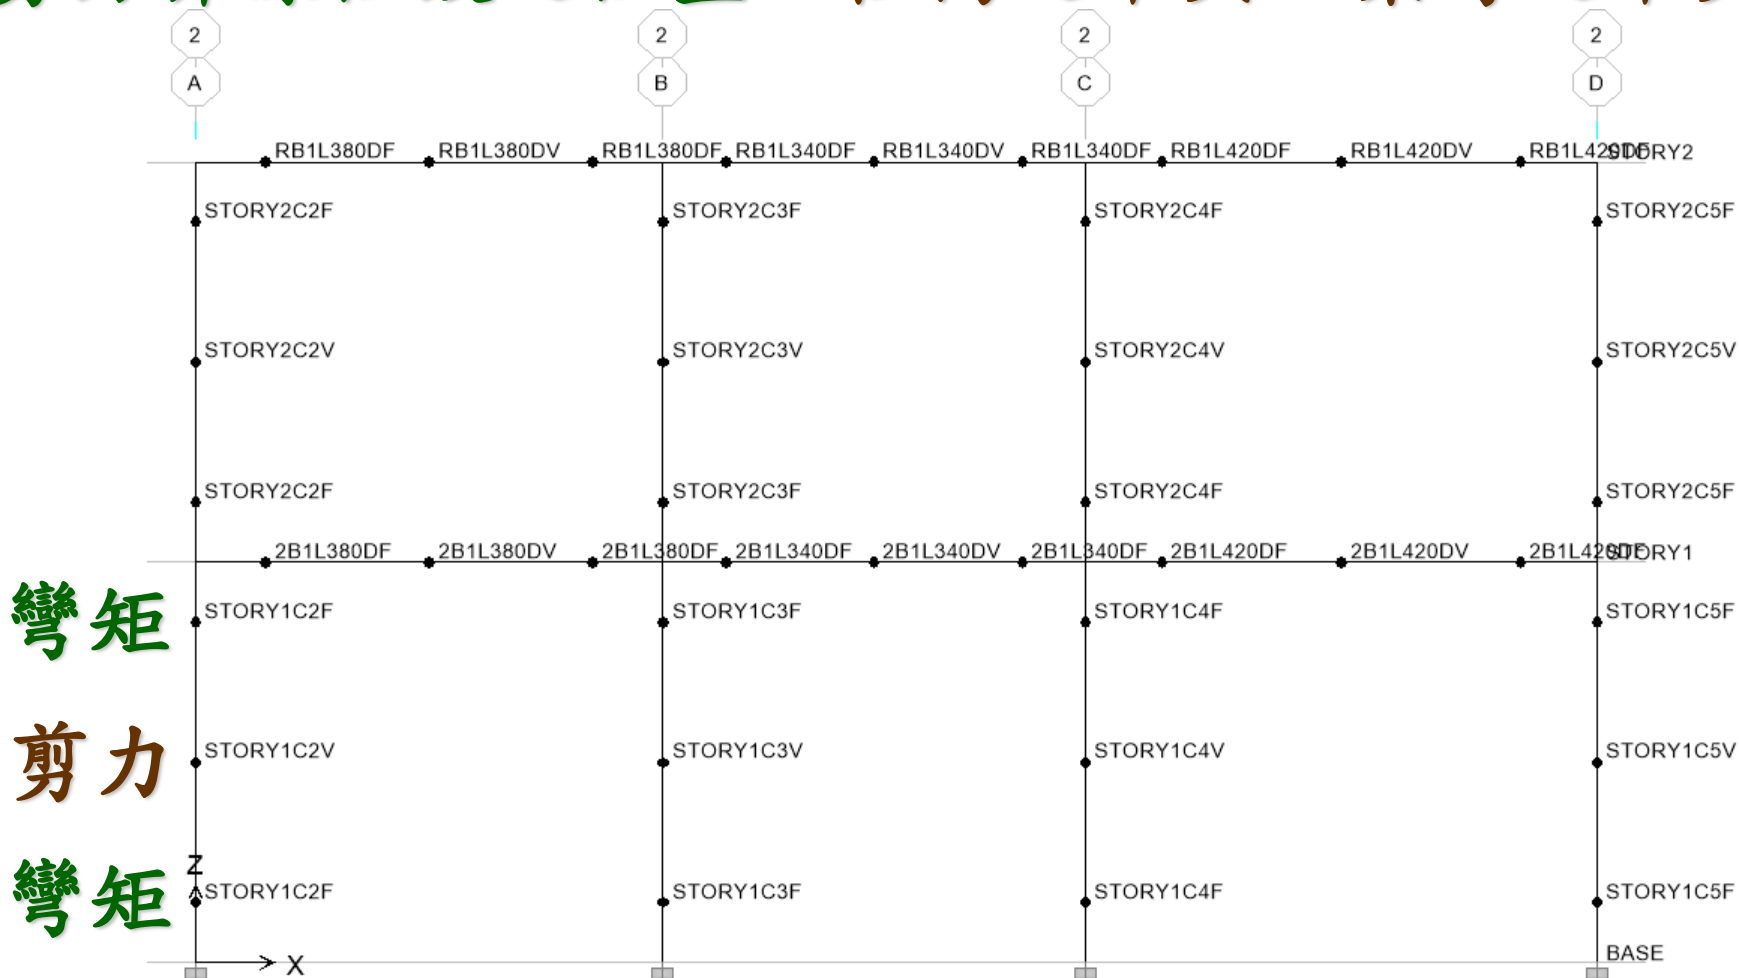 2 2 2 2
A B C D
RB1L380DF RB1L380DV RB1L380DF RB1L340DF RB1L340DV RB1L340DF RB1L420DF RB1L420DV RB1L420DF STORY2
STORY2C2F STORY2C3F STORY2C4F STORY2C5F
STORY2C2V STORY2C3V STORY2C4V STORY2C5V
STORY2C2F STORY2C3F STORY2C4F STORY2C5F
2B1L380DF 2B1L380DV 2B1L380DF 2B1L340DF 2B1L340DV 2B1L340DF 2B1L420DF 2B1L420DV 2B1L420DF STORY1
彎矩 STORY1C2F STORY1C3F STORY1C4F STORY1C5F
剪力 STORY1C2V STORY1C3V STORY1C4V STORY1C5V
Z
彎矩 STORY1C2F STORY1C3F STORY1C4F STORY1C5F
X BASE